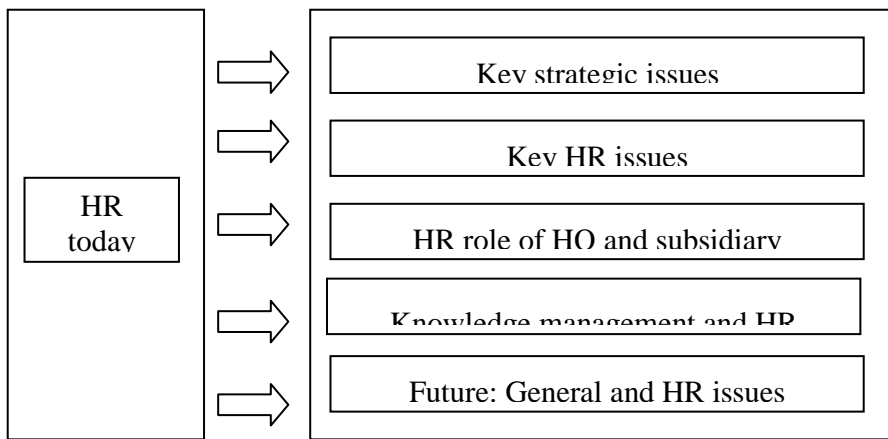 HR
today
Key strategic issues
Key HR issues
HR role of HQ and subsidiary
Knowledge management and HR
Future: General and HR issues